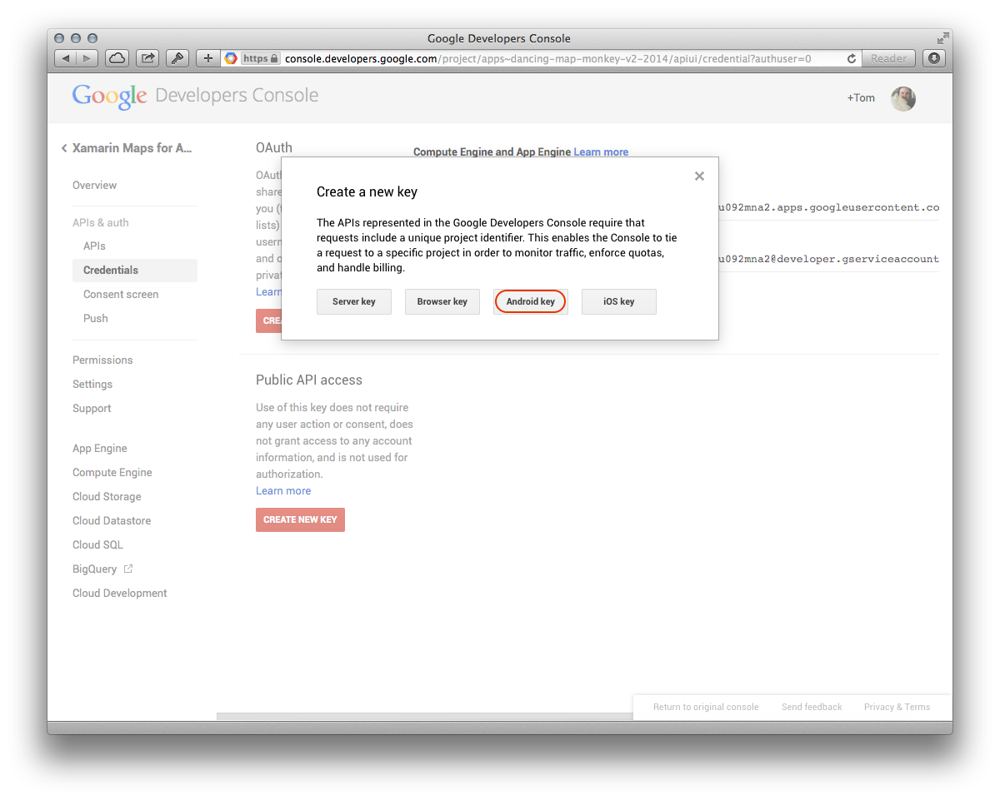 Google Developers Console
https console.developers.google.com/project/apps~dancing-map-monkey-v2-2014/apiui/credential?authuser=0 Reader
Google Developers Console
+Tom
Xamarin Maps for A...
Overview
APIs & auth
APIs
Credentials
Consent screen
Push
Permissions
Settings
Support
App Engine
Compute Engine
Cloud Storage
Cloud Datastore
Cloud SQL
BigQuery
Cloud Development
OAuth
Compute Engine and App Engine Learn more
share
you (
lists)
and o
Learn
u092mna2.apps.googleusercontent.co
u092mna2@developer.gserviceaccount
Create a new key
The APIs represented in the Google Developers Console require that
requests include a unique project identifier. This enables the Console to tie
a request to a specific project in order to monitor traffic, enforce quotas,
and handle billing.
Server key Browser key Android key iOS key
Public API access
Use of this key does not require
any user action or consent, does
not grant access to any account
information, and is not used for
authorization.
Learn more
CREATE NEW KEY
Return to original console Send feedback Privacy & Terms